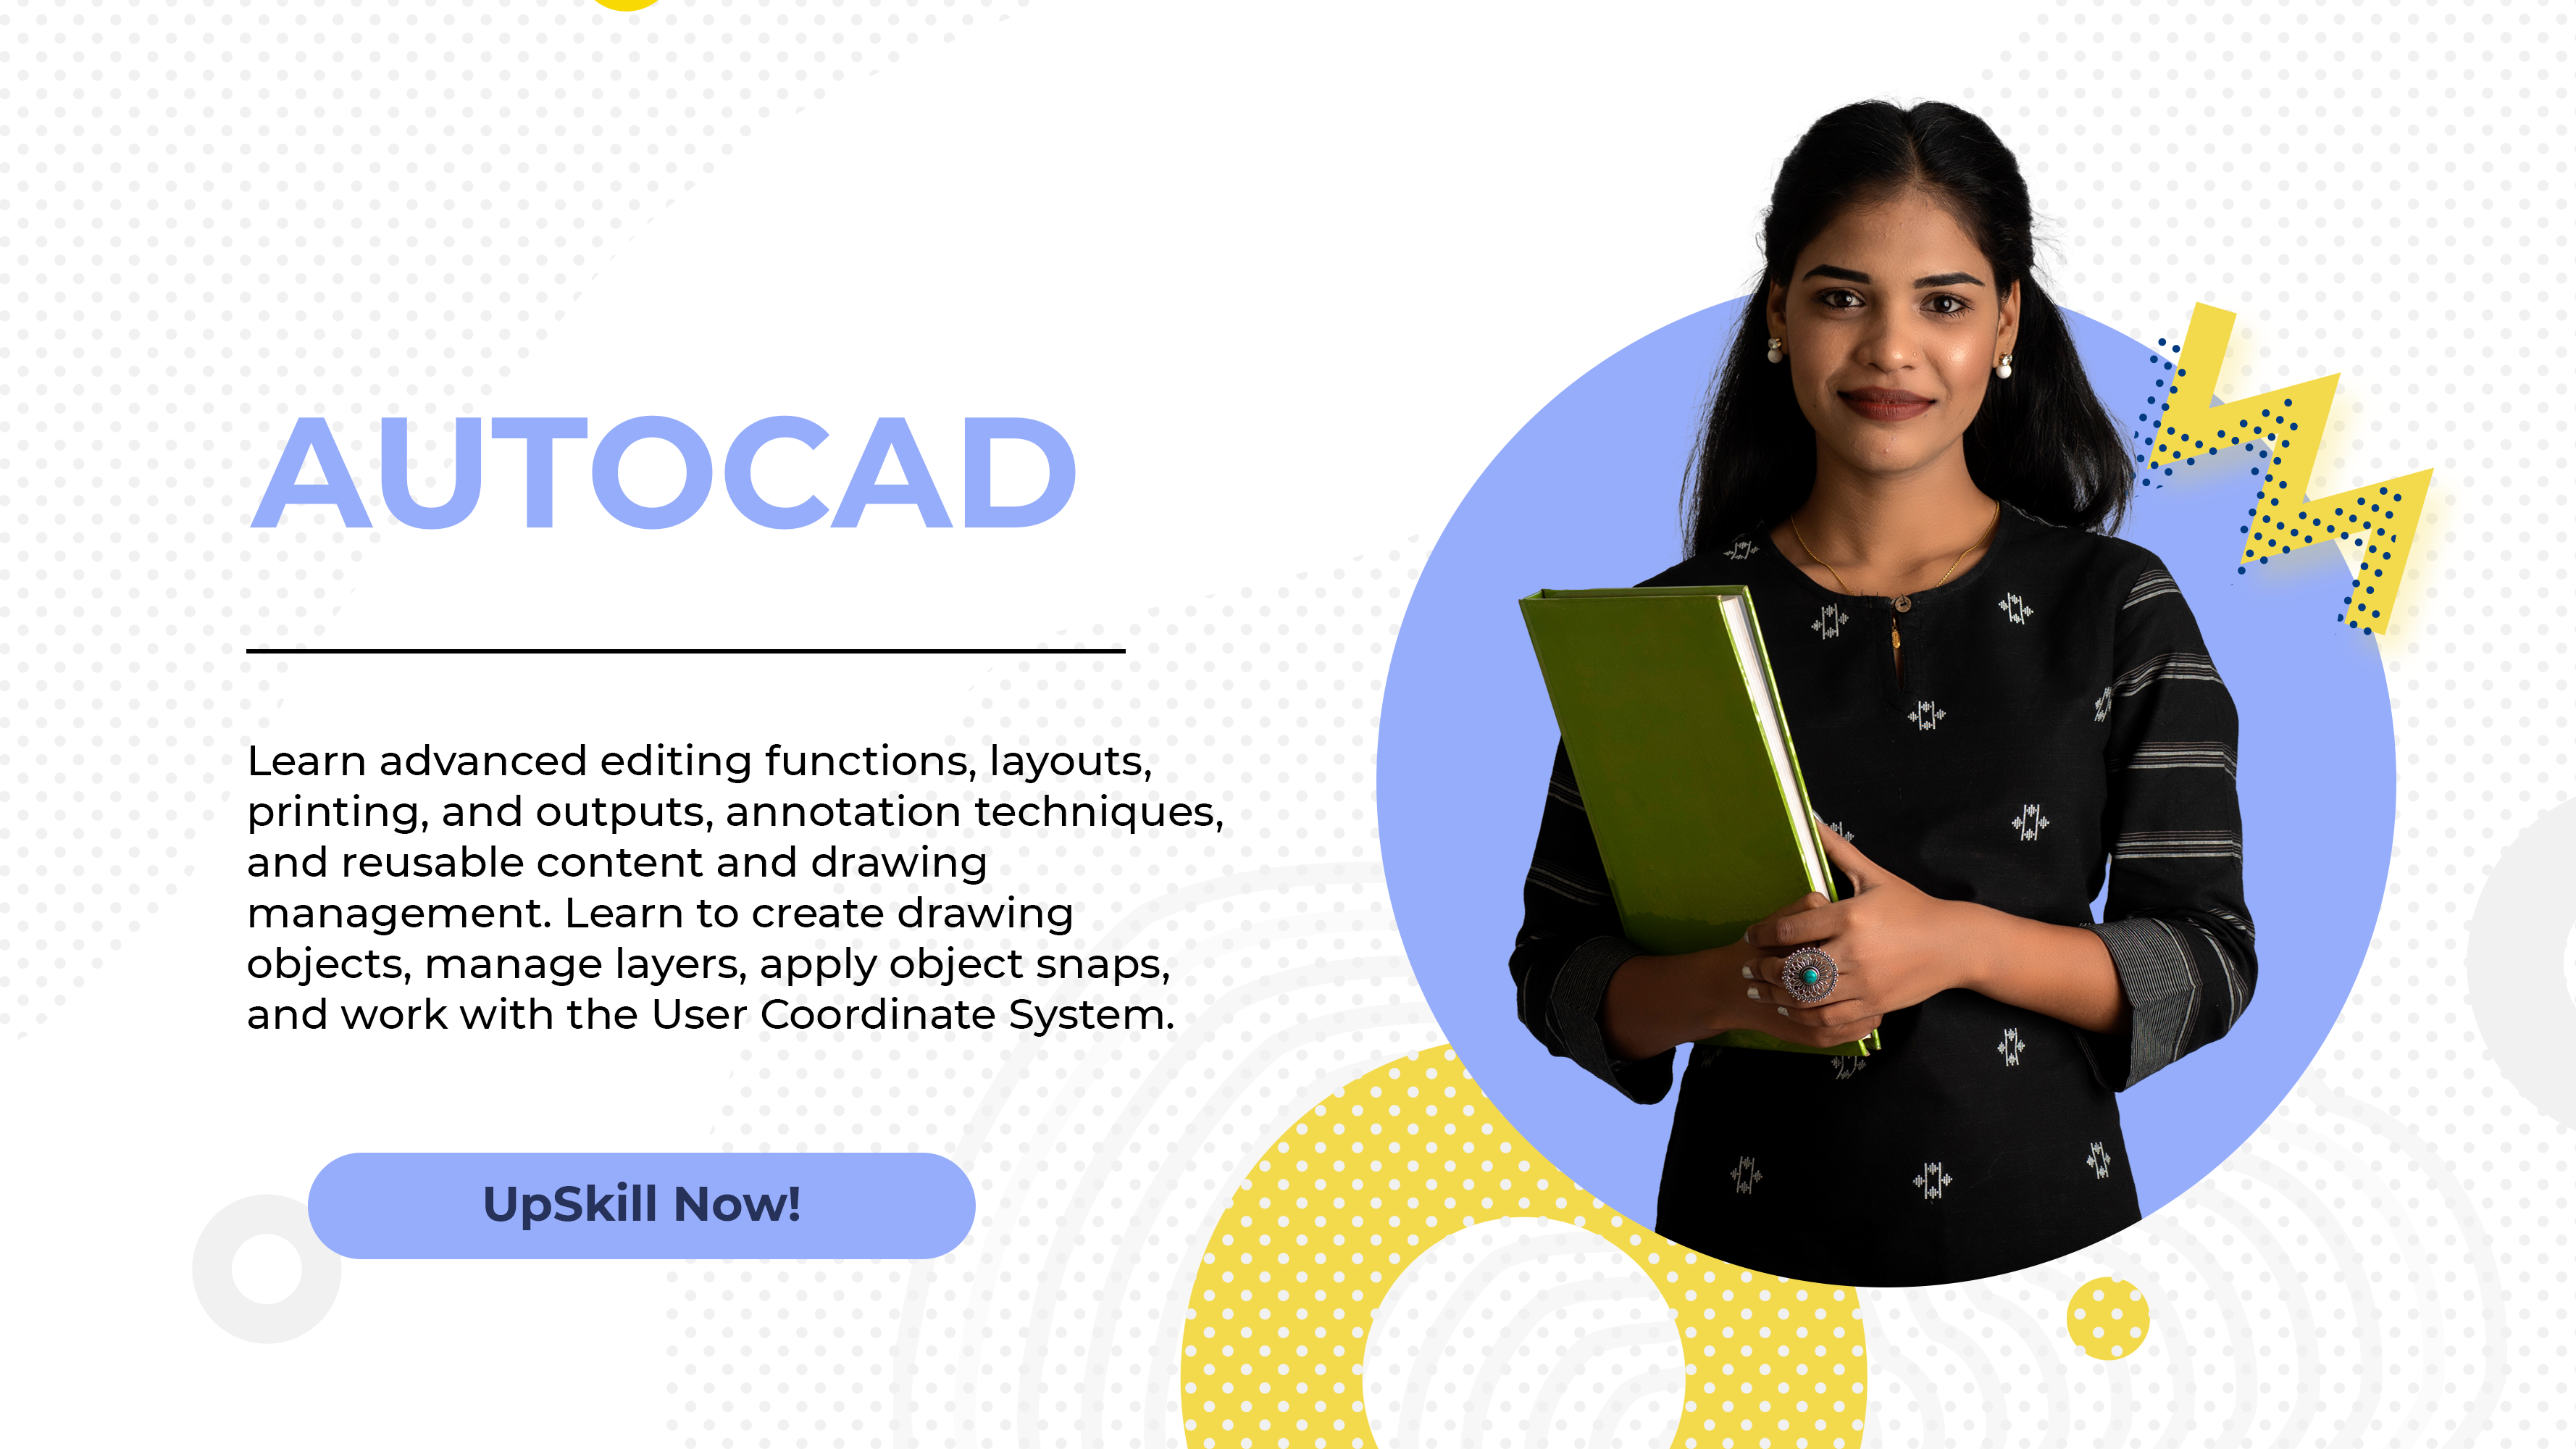 AUTOCAD
Learn advanced editing functions, layouts,
printing, and outputs, annotation techniques,
and reusable content and drawing
management. Learn to create drawing
objects, manage layers, apply object snaps,
and work with the User Coordinate System.
UpSkill Now!